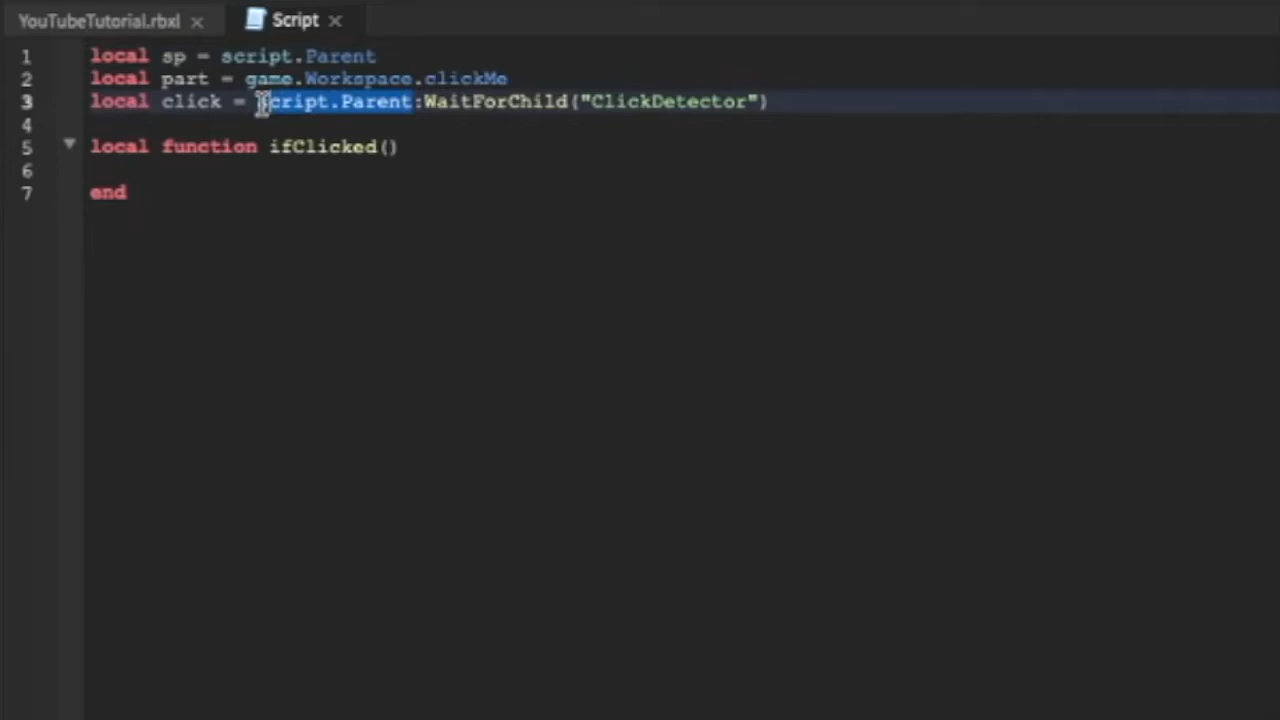 YouTubeTutorial.rbxl × Script ×
1 local sp = script.Parent
2 local part = game.Workspace.clickMe
3 local click = script.Parent:WaitForChild("ClickDetector")
4
5 local function ifClicked()
6
7 end